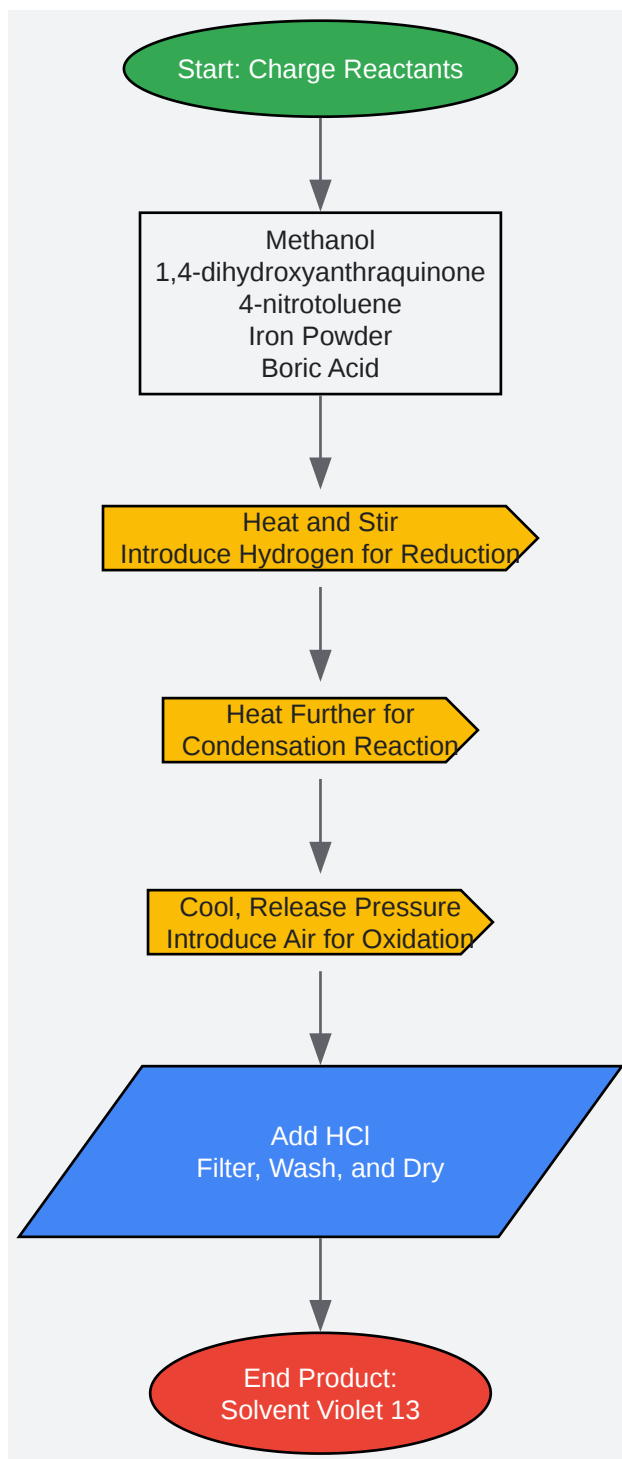 Start: Charge Reactants
Methanol
1,4-dihydroxyanthraquinone
4-nitrotoluene
Iron Powder
Boric Acid
Heat and Stir
Introduce Hydrogen for Reduction
Heat Further for
Condensation Reaction
Cool, Release Pressure
Introduce Air for Oxidation
Add HCl
Filter, Wash, and Dry
End Product:
Solvent Violet 13